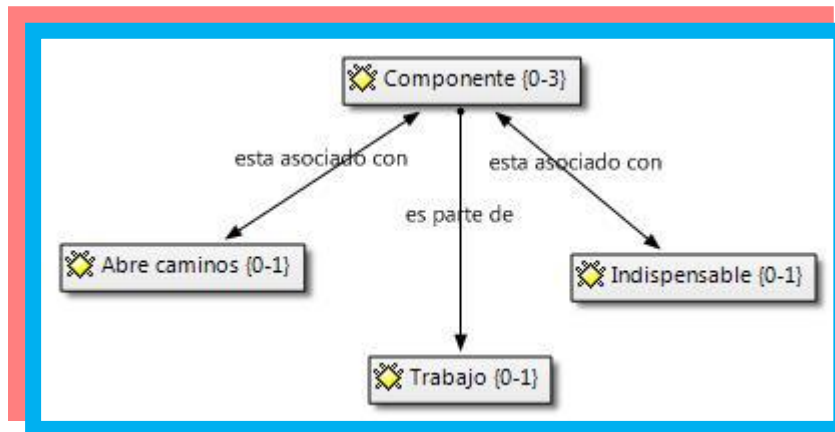 Componente {0-3}
esta asociado con
esta asociado con
es parte de
Abre caminos {0-1}
Indispensable {0-1}
Trabajo {0-1}